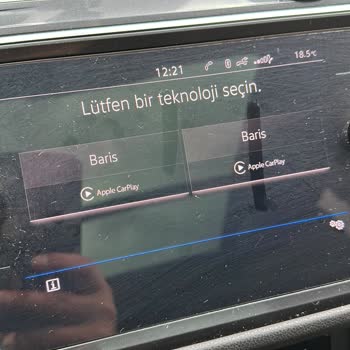 12:21 18.5°C
Lütfen bir teknoloji seçin.
Baris
Apple CarPlay
Baris
Apple CarPlay